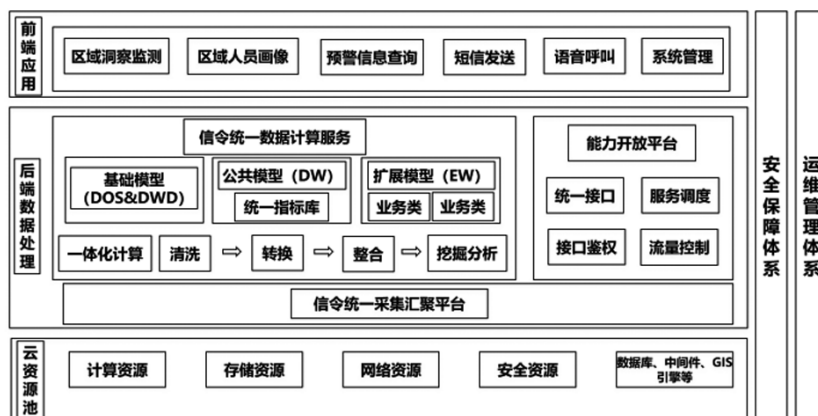 前端应用
区域洞察监测
区域人员画像
预警信息查询
短信发送
语音呼叫
系统管理
后端数据处理
信令统一数据计算服务
基础模型
(DOS&DWD)
公共模型（DW）
统一指标库
扩展模型（EW）
业务类
业务类
一体化计算
清洗
转换
整合
挖掘分析
能力开放平台
统一接口
服务调度
接口鉴权
流量控制
信令统一采集汇聚平台
云资源池
计算资源
存储资源
网络资源
安全资源
数据库、中间件、GIS
引擎等
安全保障体系
运维管理体系